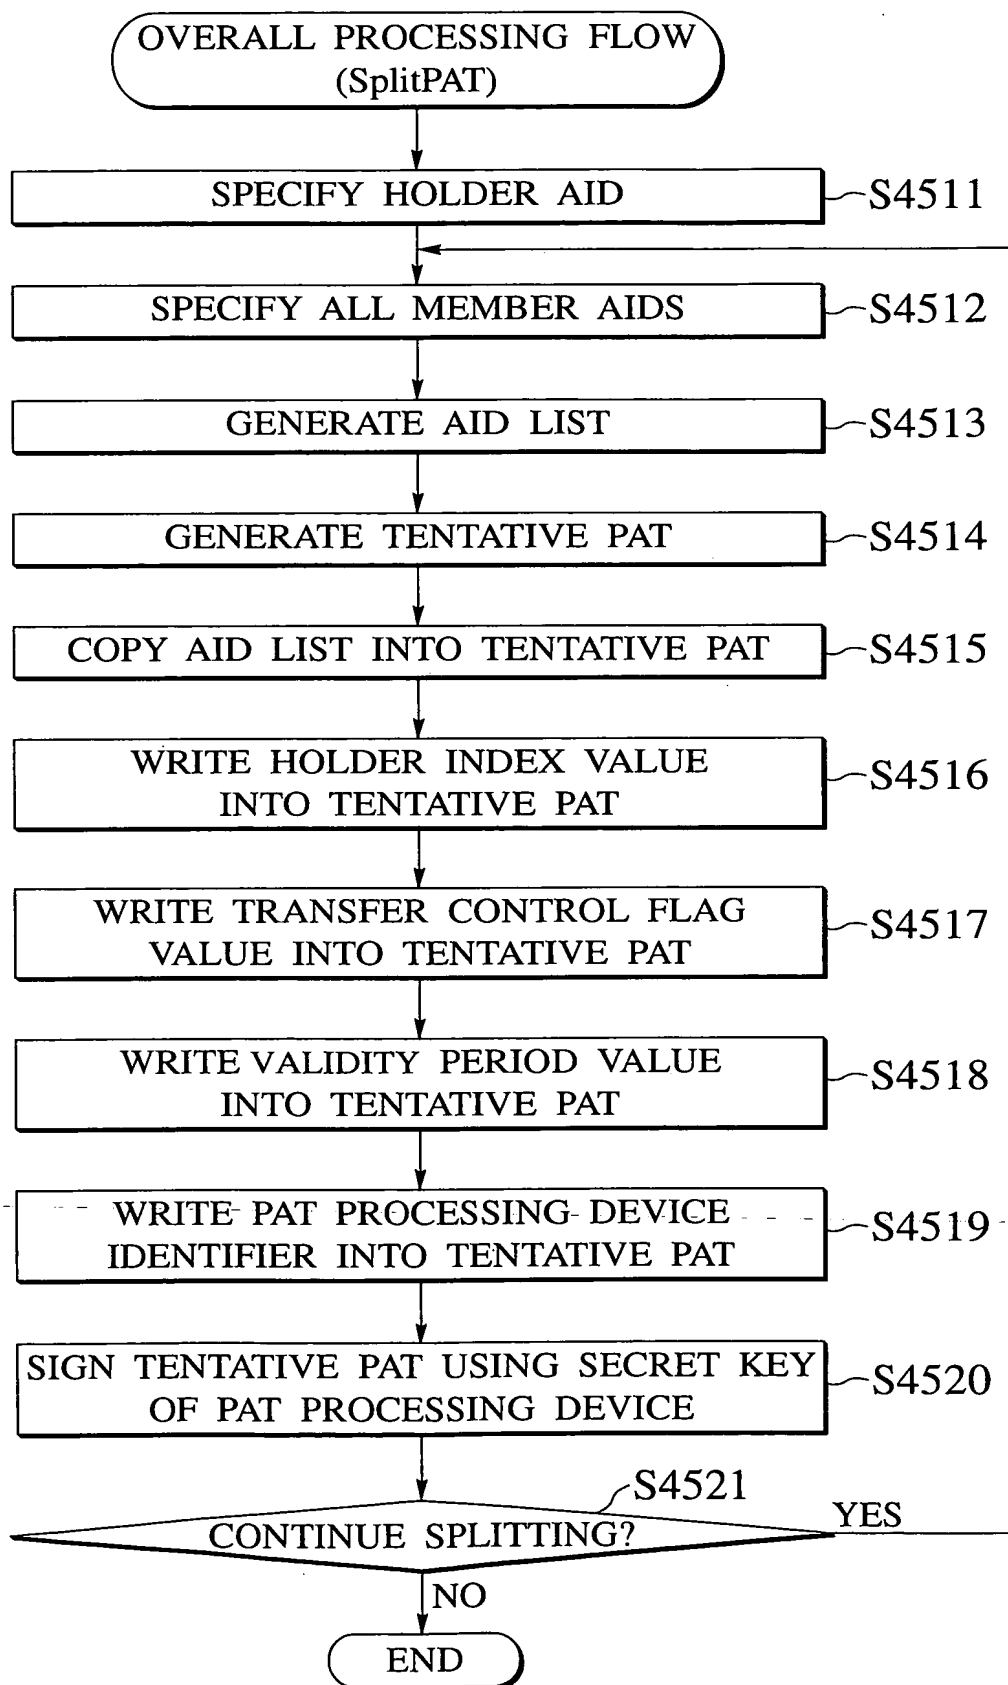 OVERALL PROCESSING FLOW
(SplitPAT)
SPECIFY HOLDER AID
S4511
SPECIFY ALL MEMBER AIDS
S4512
GENERATE AID LIST
S4513
GENERATE TENTATIVE PAT
S4514
COPY AID LIST INTO TENTATIVE PAT
S4515
WRITE HOLDER INDEX VALUE
INTO TENTATIVE PAT
S4516
WRITE TRANSFER CONTROL FLAG
VALUE INTO TENTATIVE PAT
S4517
WRITE VALIDITY PERIOD VALUE
INTO TENTATIVE PAT
S4518
WRITE PAT PROCESSING DEVICE
IDENTIFIER INTO TENTATIVE PAT
S4519
SIGN TENTATIVE PAT USING SECRET KEY
OF PAT PROCESSING DEVICE
S4520
S4521
CONTINUE SPLITTING?
YES
NO
END